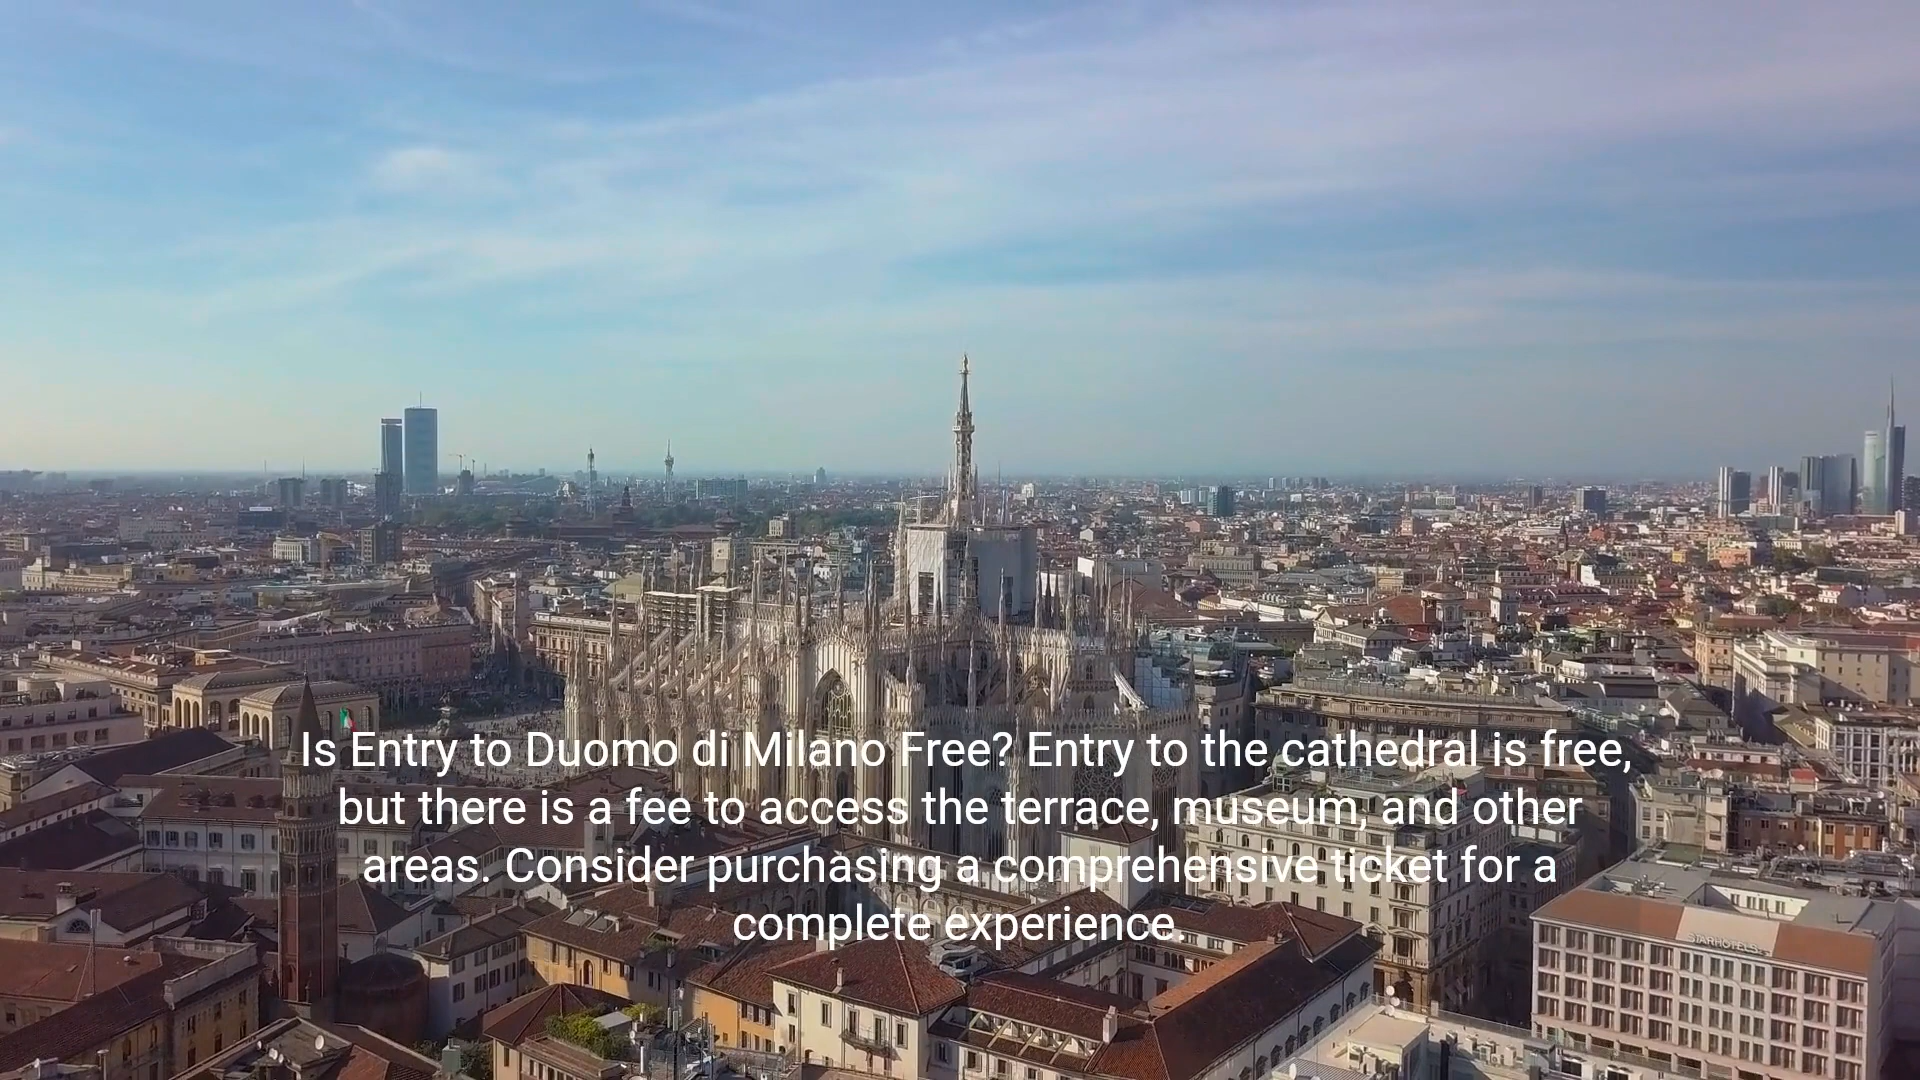 Is Entry to Duomo di Milano Free? Entry to the cathedral is free,
but there is a fee to access the terrace, museum, and other
areas. Consider purchasing a comprehensive ticket for a
complete experience.
STARHOTELS